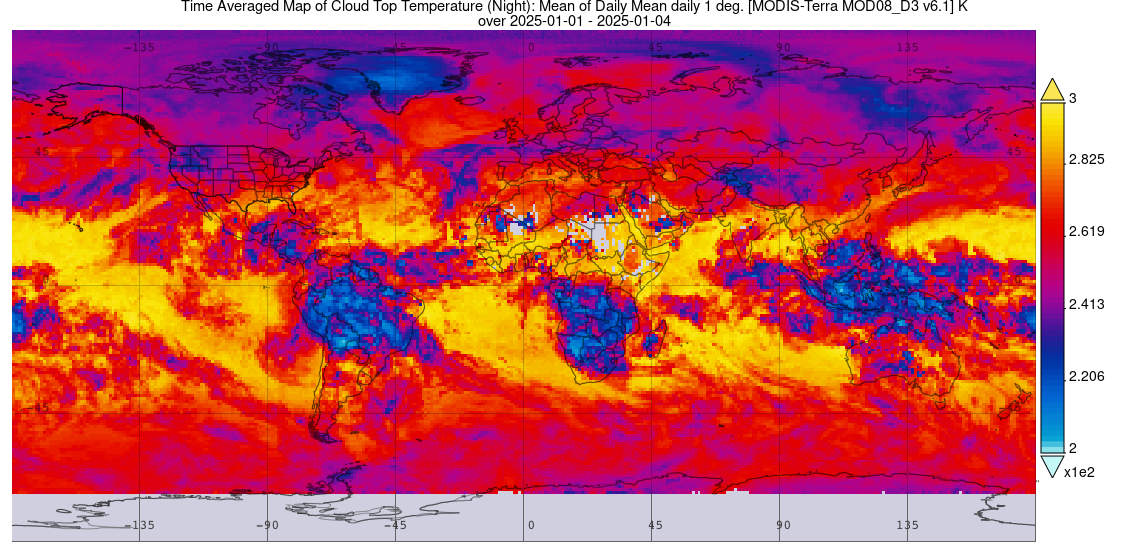 Time Averaged Map of Cloud Top Temperature (Night): Mean of Daily Mean daily 1 deg. [MODIS-Terra MOD08_D3 v6.1] K
over 2025-01-01 - 2025-01-04
-135 -90 -45 0 45 90 135
3
45 45
2.825
2.619
2.413
2.206
-45
2
x1e2
-135 -90 -45 0 45 90 135